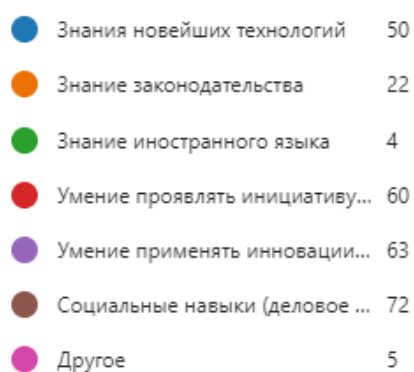 Знания новейших технологий 50
Знание законодательства 22
Знание иностранного языка 4
Умение проявлять инициативу... 60
Умение применять инновации... 63
Социальные навыки (деловое ... 72
Другое 5